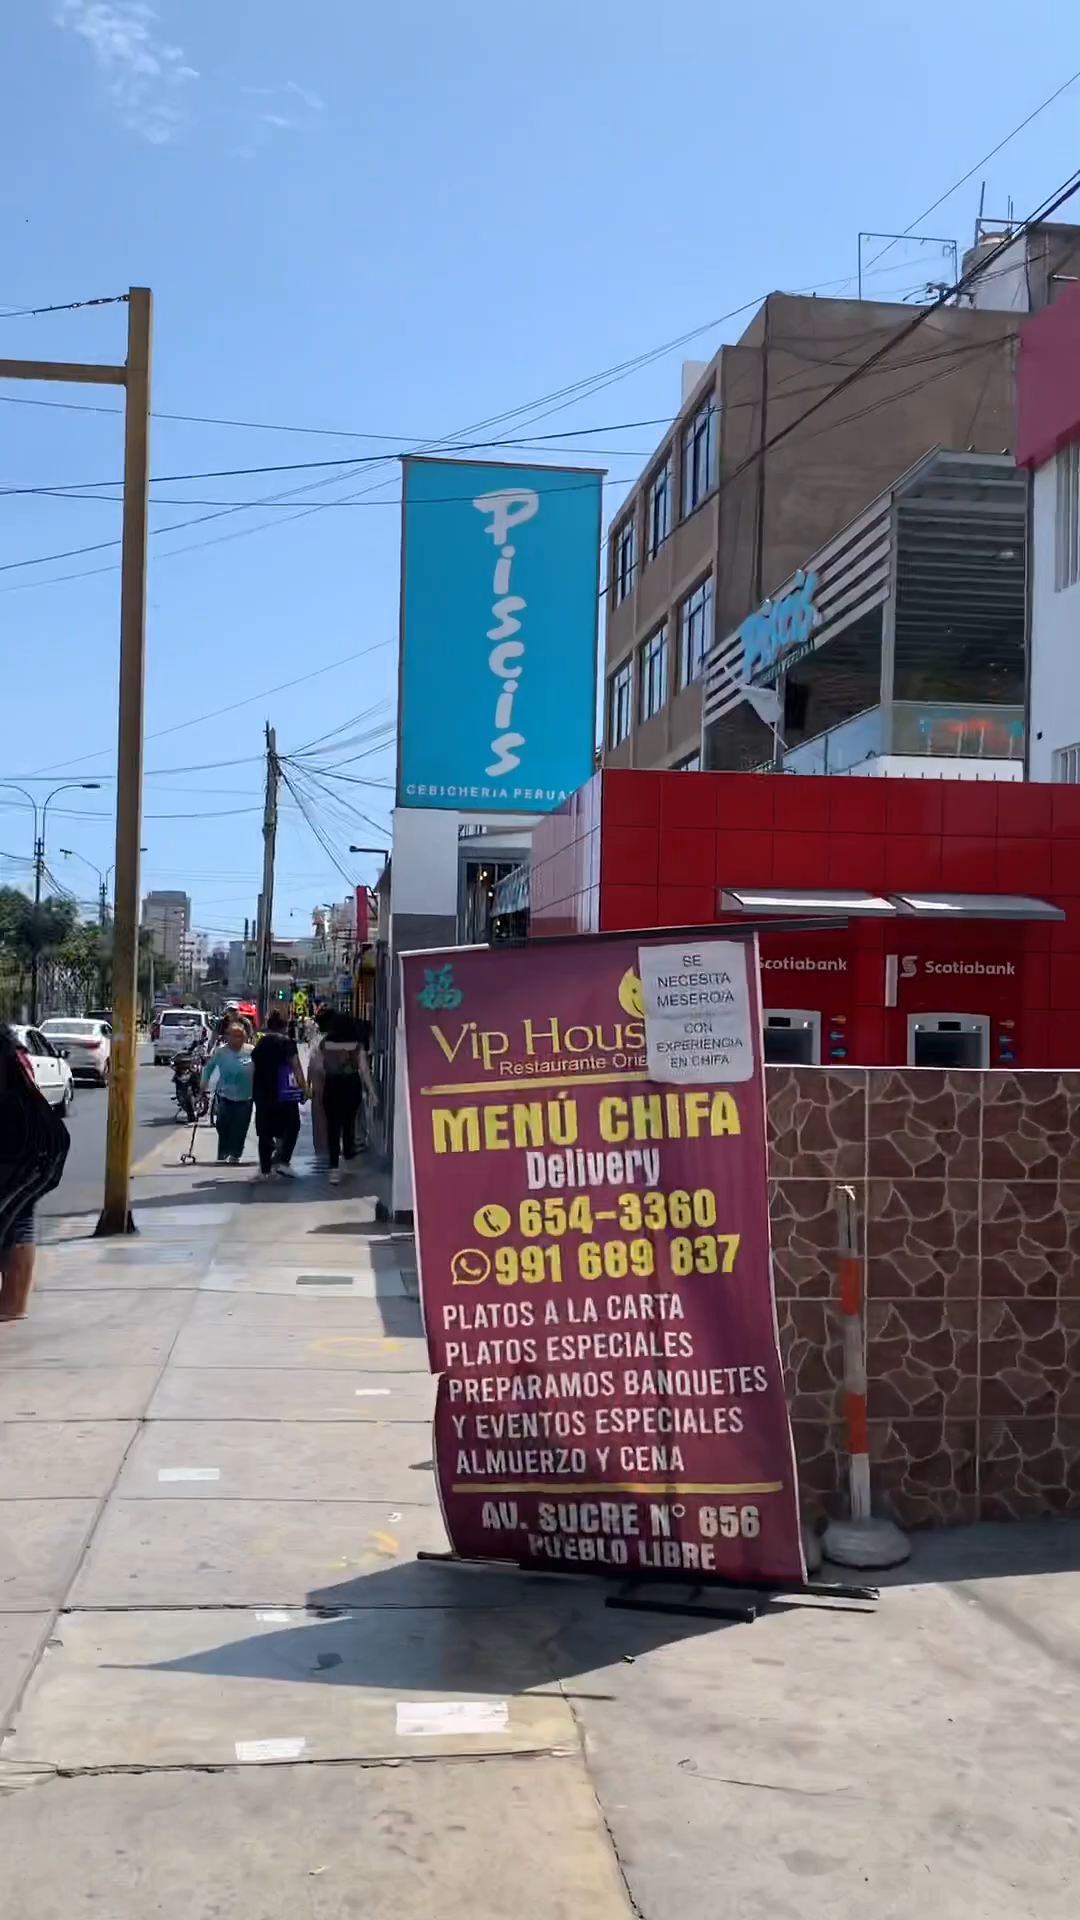 Piscis
CEBICHERIA PERUA
Piscis
Scotiabank
Scotiabank
SE
NECESITA
MESERO/A
CON
EXPERIENCIA
EN CHIFA
福
Vip Hous
Restaurante Orie
MENÚ CHIFA
Delivery
654-3360
991 689 837
PLATOS A LA CARTA
PLATOS ESPECIALES
PREPARAMOS BANQUETES
Y EVENTOS ESPECIALES
ALMUERZO Y CENA
AV. SUCRE N° 656
PUEBLO LIBRE